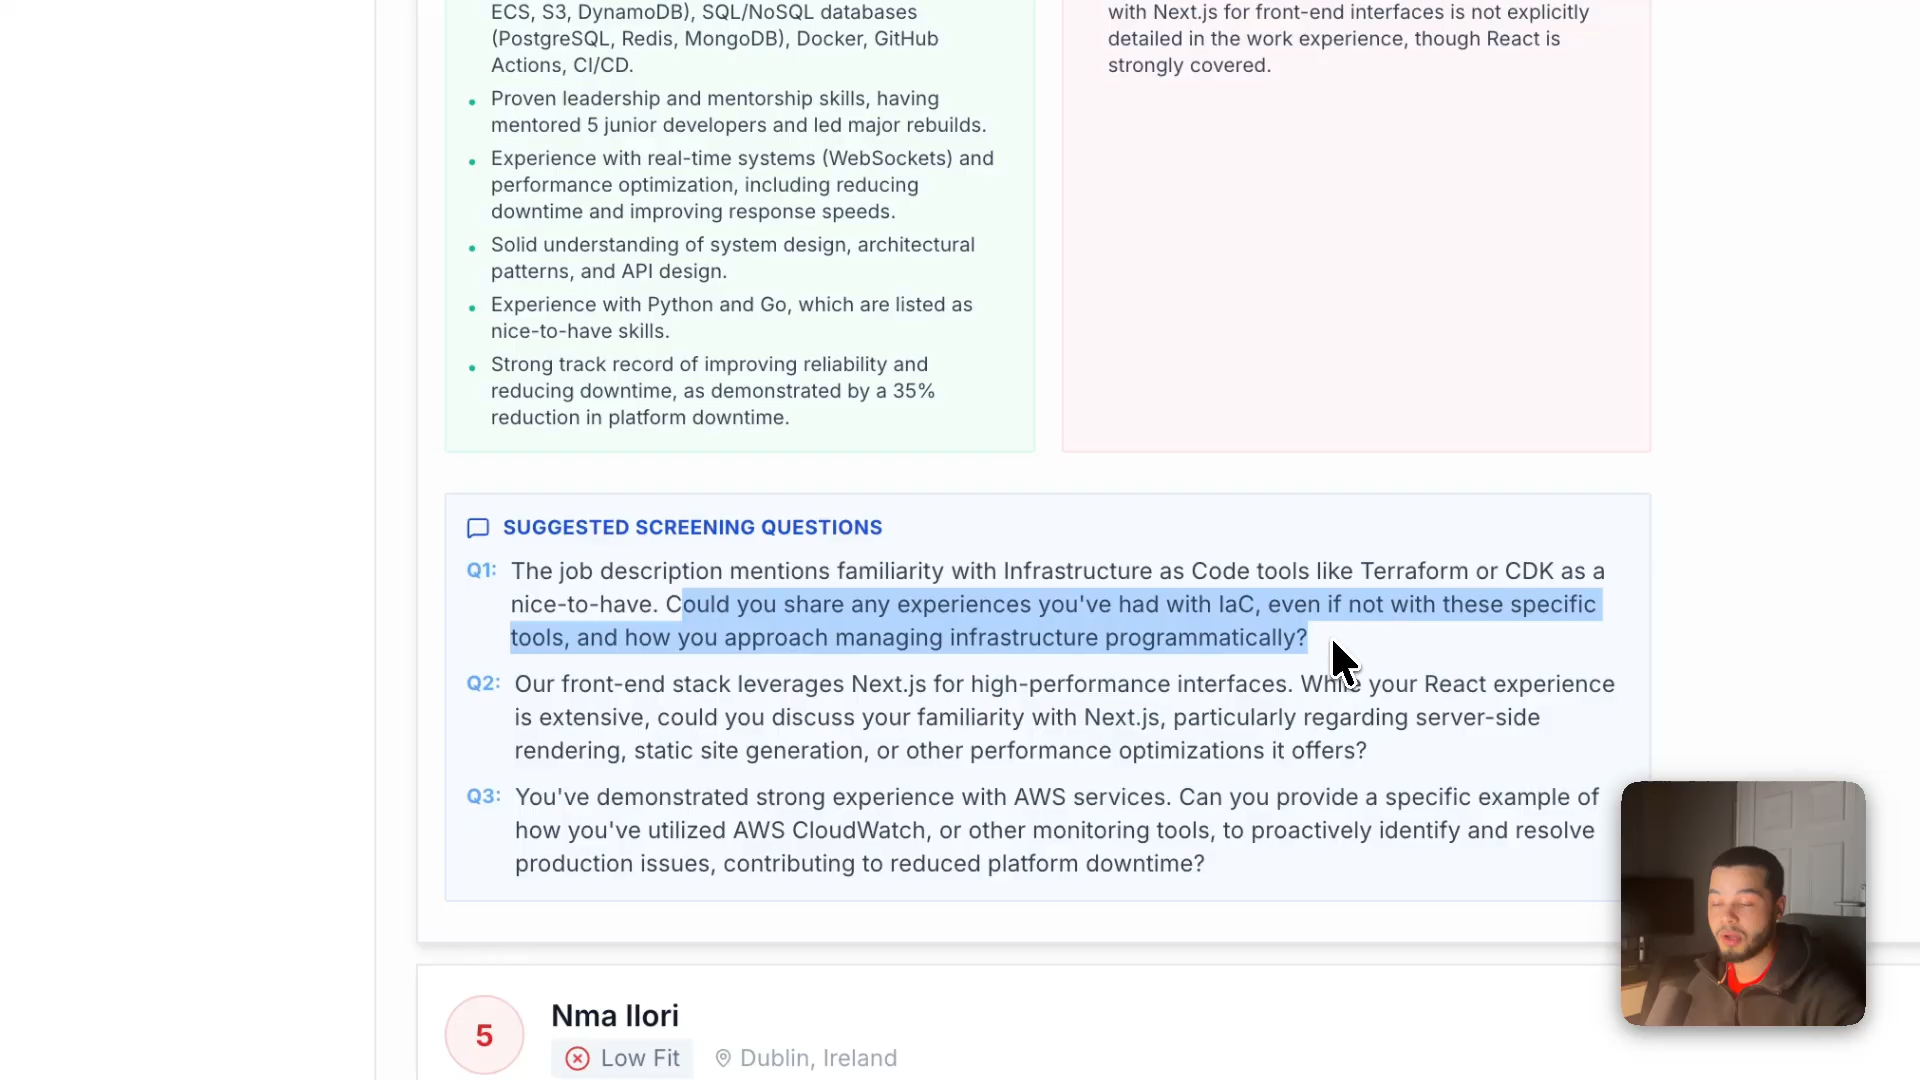 ECS, S3, DynamoDB), SQL/NoSQL databases
(PostgreSQL, Redis, MongoDB), Docker, GitHub
Actions, CI/CD.
Proven leadership and mentorship skills, having
mentored 5 junior developers and led major rebuilds.
Experience with real-time systems (WebSockets) and
performance optimization, including reducing
downtime and improving response speeds.
Solid understanding of system design, architectural
patterns, and API design.
Experience with Python and Go, which are listed as
nice-to-have skills.
Strong track record of improving reliability and
reducing downtime, as demonstrated by a 35%
reduction in platform downtime.
with Next.js for front-end interfaces is not explicitly
detailed in the work experience, though React is
strongly covered.
SUGGESTED SCREENING QUESTIONS
Q1: The job description mentions familiarity with Infrastructure as Code tools like Terraform or CDK as a
nice-to-have. Could you share any experiences you've had with IaC, even if not with these specific
tools, and how you approach managing infrastructure programmatically?
Q2: Our front-end stack leverages Next.js for high-performance interfaces. While your React experience
is extensive, could you discuss your familiarity with Next.js, particularly regarding server-side
rendering, static site generation, or other performance optimizations it offers?
Q3: You've demonstrated strong experience with AWS services. Can you provide a specific example of
how you've utilized AWS CloudWatch, or other monitoring tools, to proactively identify and resolve
production issues, contributing to reduced platform downtime?
5
Nma Ilori
Low Fit
Dublin, Ireland